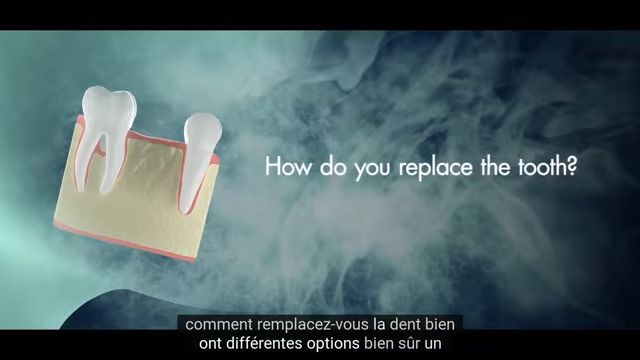 How do you replace the tooth?
comment remplacez-vous la dent bien
ont différentes options bien sûr un